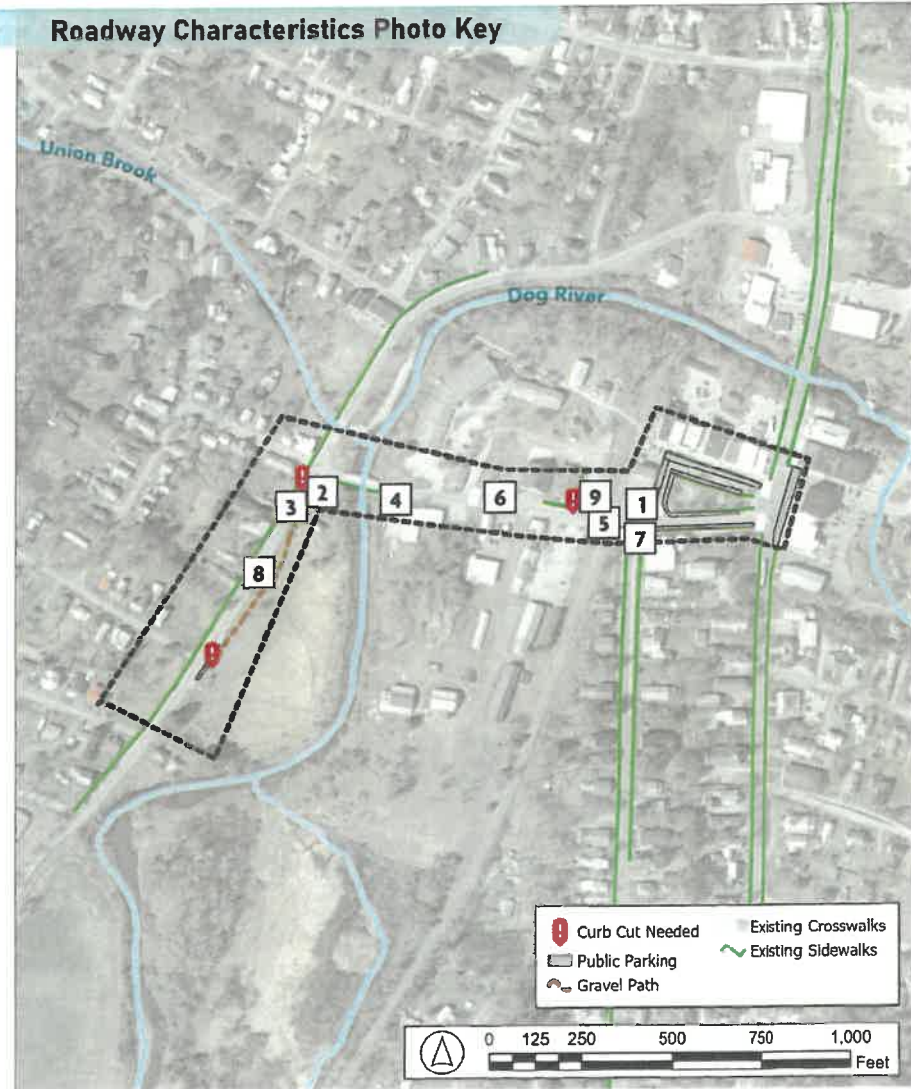 Roadway Characteristics Photo Key
Union Brook
Dog River
2
3
4
6
9
5
1
7
8
Curb Cut Needed
Existing Crosswalks
Public Parking
Existing Sidewalks
Gravel Path
0 125 250 500 750 1,000
Feet